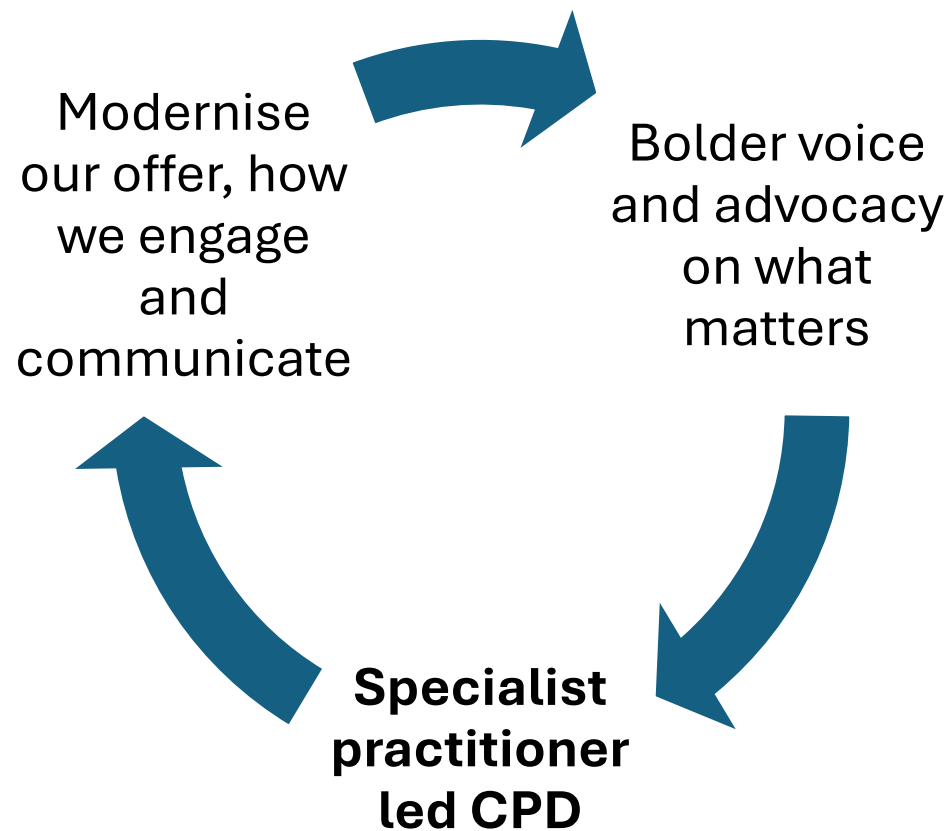 Modernise
our offer, how
we engage
and
communicate
Bolder voice
and advocacy
on what
matters
Specialist
practitioner
led CPD